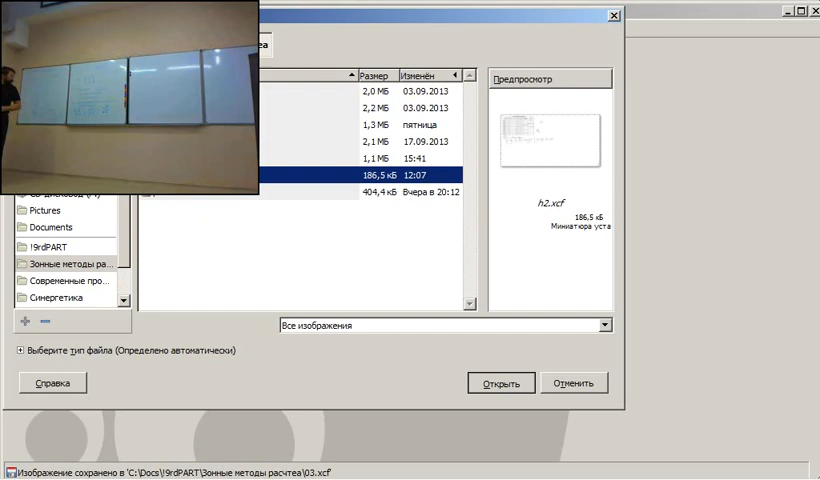 ea
Размер Изменён
2,0 МБ 03.09.2013
2,2 МБ 03.09.2013
1,3 МБ пятница
2,1 МБ 17.09.2013
1,1 МБ 15:41
186,5 кБ 12:07
404,4 кБ Вчера в 20:12
Pictures
Documents
!9rdPART
Зонные методы ра...
Современные про...
Синергетика
Предпросмотр
h2.xcf
186,5 кБ
Миниатюра уста
Все изображения
Выберите тип файла (Определено автоматически)
Справка
Открыть
Отменить
Изображение сохранено в 'C:\Docs\!9rdPART\Зонные методы расчтеа\03.xcf'